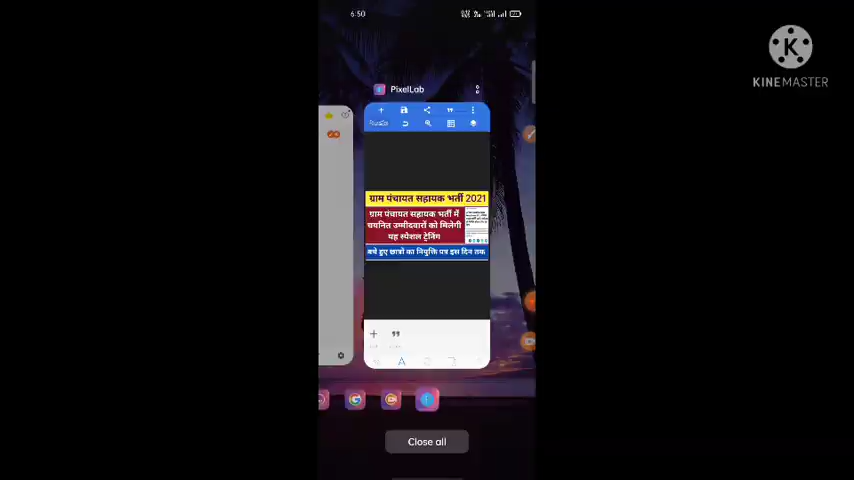 6:50
KINEMASTER
PixelLab
ग्राम पंचायत सहायक भर्ती 2021
ग्राम पंचायत सहायक भर्ती में
चयनित उम्मीदवारों को मिलेगी
यह स्पेशल ट्रेनिंग
बचे हुए छात्रो का नियुक्ति पत्र इस दिन तक
Close all